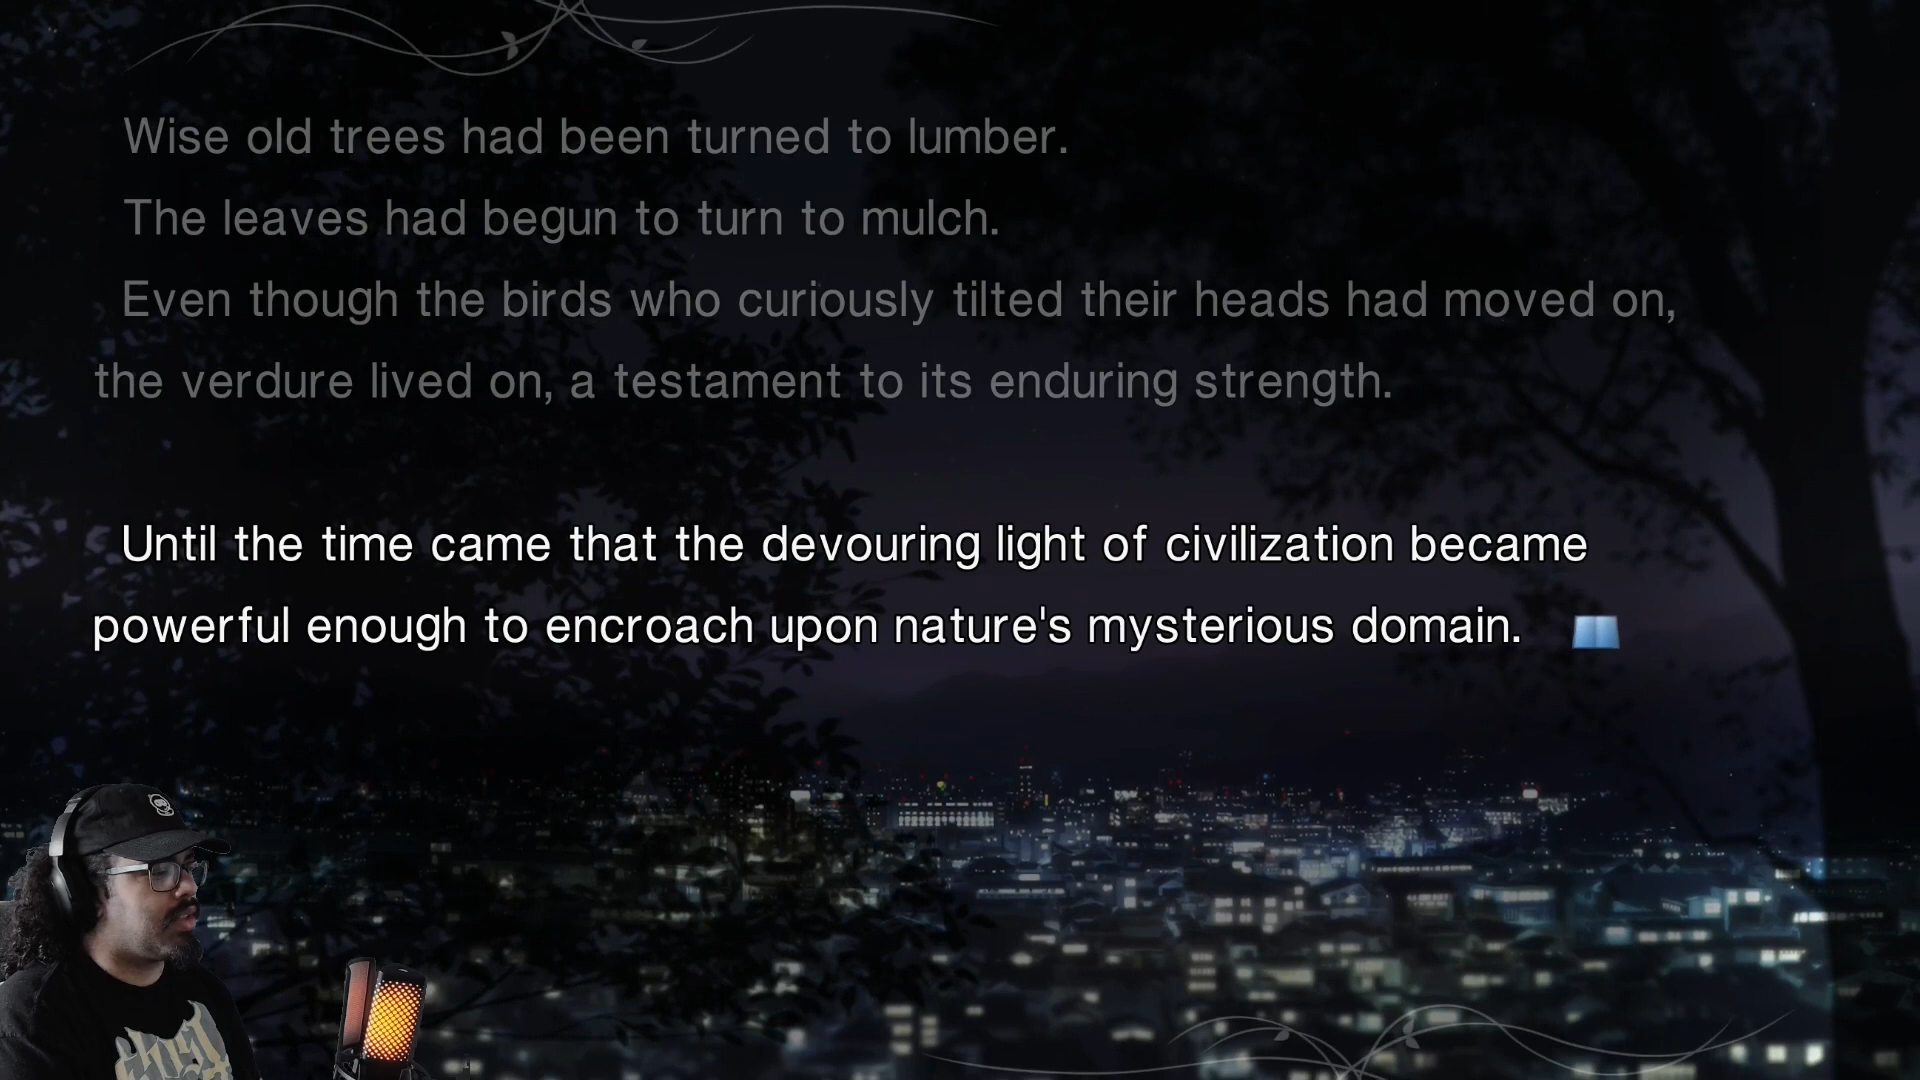 Wise old trees had been turned to lumber.
The leaves had begun to turn to mulch.
Even though the birds who curiously tilted their heads had moved on,
the verdure lived on, a testament to its enduring strength.
Until the time came that the devouring light of civilization became
powerful enough to encroach upon nature's mysterious domain.